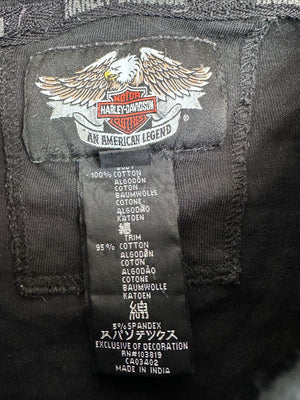 MOTOR
HARLEY-DAVIDSON
CLOTHES
AN AMERICAN LEGEND
BODY
100% COTTON
ALGODÓN
COTON
BAUMWOLLE
COTONE
ALGODÃO
KATOEN
綿
TRIM
95% COTTON
ALGODÓN
COTON
ALGODÃO
COTONE
BAUMWOLLE
KATOEN
綿
5% SPANDEX
スパンデックス
EXCLUSIVE OF DECORATION
RN#103819
CA03402
MADE IN INDIA